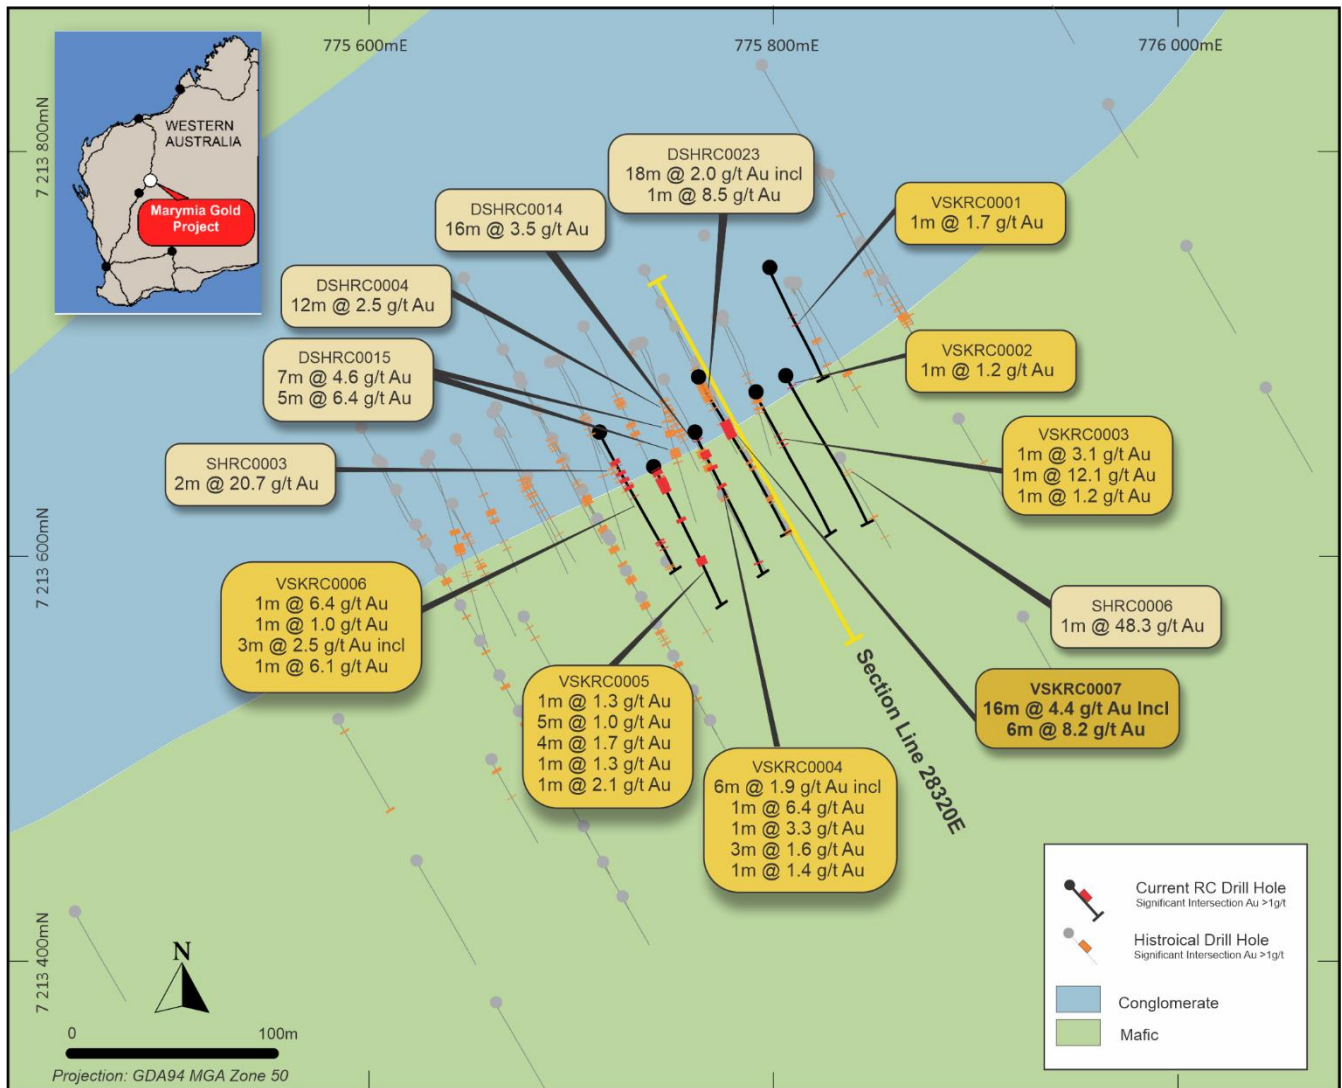 775 600mE
775 800mE
776 000mE
7 213 800mN
7 213 600mN
7 213 400mN
WESTERN
AUSTRALIA
Marymia Gold
Project
DSHRC0023
18m @ 2.0 g/t Au incl
1m @ 8.5 g/t Au
DSHRC0014
16m @ 3.5 g/t Au
VSKRC0001
1m @ 1.7 g/t Au
DSHRC0004
12m @ 2.5 g/t Au
DSHRC0015
7m @ 4.6 g/t Au
5m @ 6.4 g/t Au
VSKRC0002
1m @ 1.2 g/t Au
SHRC0003
2m @ 20.7 g/t Au
VSKRC0003
1m @ 3.1 g/t Au
1m @ 12.1 g/t Au
1m @ 1.2 g/t Au
VSKRC0006
1m @ 6.4 g/t Au
1m @ 1.0 g/t Au
3m @ 2.5 g/t Au incl
1m @ 6.1 g/t Au
SHRC0006
1m @ 48.3 g/t Au
VSKRC0005
1m @ 1.3 g/t Au
5m @ 1.0 g/t Au
4m @ 1.7 g/t Au
1m @ 1.3 g/t Au
1m @ 2.1 g/t Au
VSKRC0007
16m @ 4.4 g/t Au Incl
6m @ 8.2 g/t Au
Section Line 28320E
VSKRC0004
6m @ 1.9 g/t Au incl
1m @ 6.4 g/t Au
1m @ 3.3 g/t Au
3m @ 1.6 g/t Au
1m @ 1.4 g/t Au
Current RC Drill Hole
Significant Intersection Au >1g/t
Histroical Drill Hole
Significant Intersection Au >1g/t
Conglomerate
Mafic
N
0 100m
Projection: GDA94 MGA Zone 50